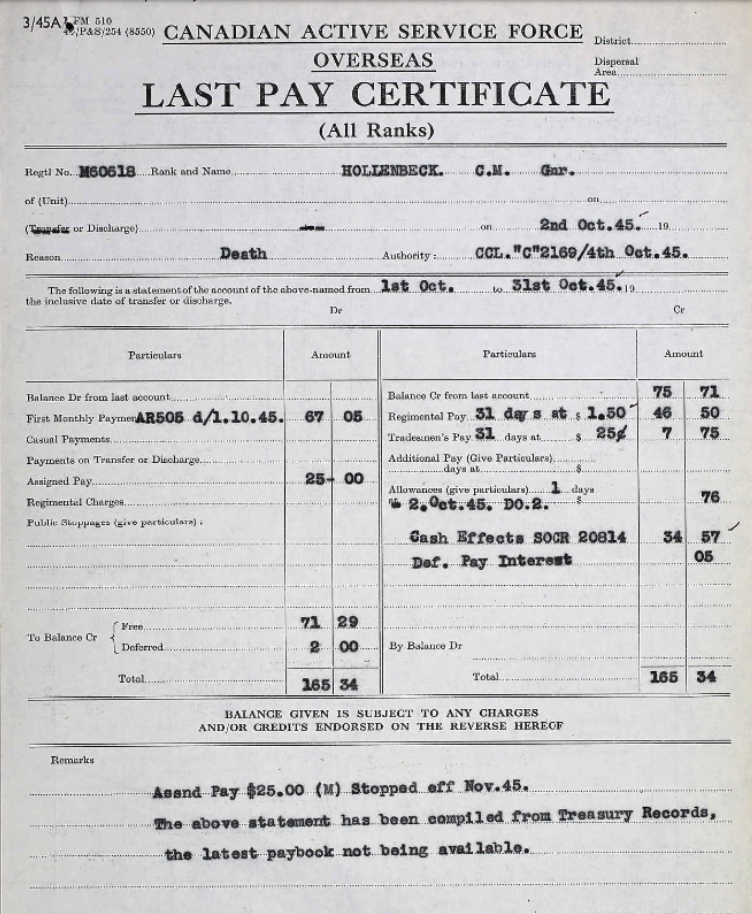 3/45A FM 510
/P&S/254 (8550)
CANADIAN ACTIVE SERVICE FORCE
OVERSEAS
District
Dispersal
Area
LAST PAY CERTIFICATE
(All Ranks)
Regtl No. M60618 Rank and Name HOLLENBECK. C.M. Gnr.
of (Unit) on
(Transfer or Discharge) on 2nd Oct.45. 19
Reason Death Authority: CCL."C"2169/4th Oct.45.
The following is a statement of the account of the above-named from 1st Oct. to 31st Oct.45. 19
the inclusive date of transfer or discharge.
Dr Cr
Particulars Amount Particulars Amount
Balance Dr from last account Balance Cr from last account 75 71
First Monthly Paymen AR505 d/1.10.45. 67 05 Regimental Pay 31 days at $ 1.50 46 50
Casual Payments Tradesmen's Pay 31 days at $ 25¢ 7 75
Payments on Transfer or Discharge Additional Pay (Give Particulars)
days at $
Assigned Pay 25- 00 Allowances (give particulars) 1 days
Regimental Charges 2.Oct.45. DO.2. $ 76
Public Stoppages (give particulars) :
Cash Effects SOCR 20814 34 57
Def. Pay Interest 05
To Balance Cr { Free 71 29
Deferred 2 00 By Balance Dr
Total 165 34 Total 165 34
BALANCE GIVEN IS SUBJECT TO ANY CHARGES
AND/OR CREDITS ENDORSED ON THE REVERSE HEREOF
Remarks
Assnd Pay $25.00 (M) Stopped eff Nov.45.
The above statement has been compiled from Treasury Records,
the latest paybook not being available.